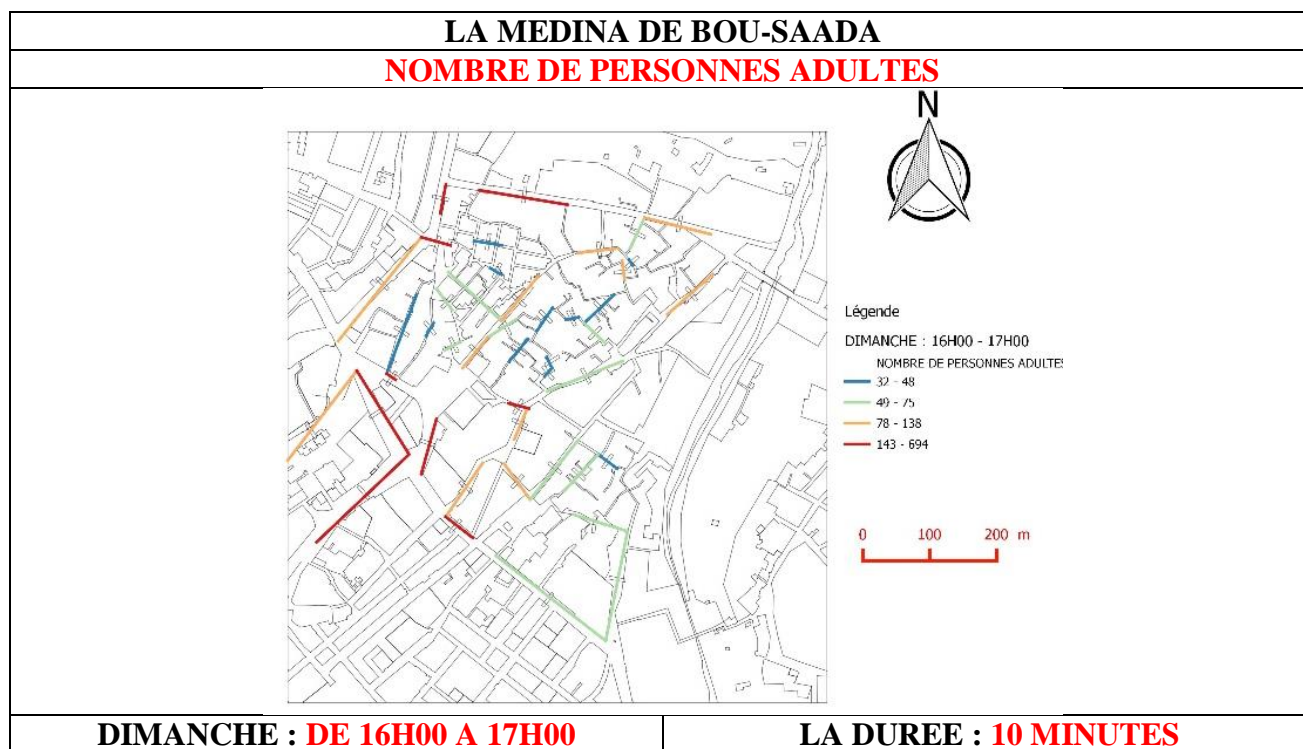 LA MEDINA DE BOU-SAADA
NOMBRE DE PERSONNES ADULTES
N
Légende
DIMANCHE : 16H00 - 17H00
NOMBRE DE PERSONNES ADULTES
32 - 48
49 - 75
78 - 138
143 - 694
0 100 200 m
DIMANCHE : DE 16H00 A 17H00
LA DUREE : 10 MINUTES